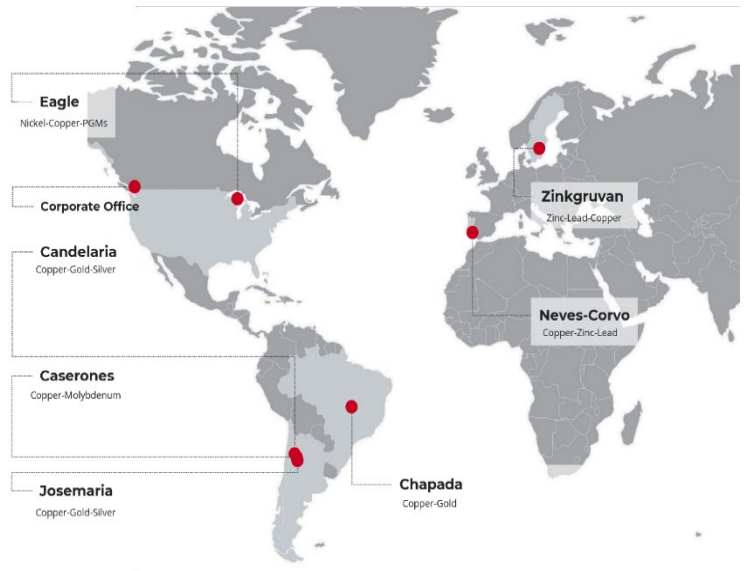 Eagle
Nickel-Copper-PGMs
Corporate Office
Candelaria
Copper-Gold-Silver
Caserones
Copper-Molybdenum
Josemaria
Copper-Gold-Silver
Chapada
Copper-Gold
Zinkgruvan
Zinc-Lead-Copper
Neves-Corvo
Copper-Zinc-Lead